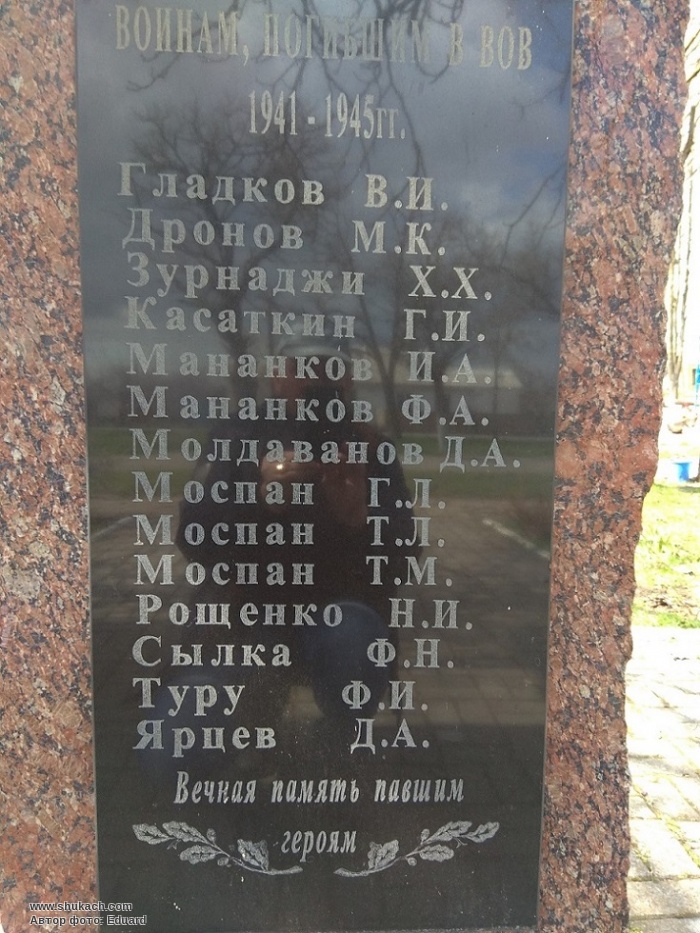 ВОИНАМ, ПОГИБШИМ В ВОВ
1941 - 1945гг.
Гладков В.И.
Дронов М.К.
Зурнаджи Х.Х.
Касаткин Г.И.
Мананков И.А.
Мананков Ф.А.
Молдаванов Д.А.
Моспан Г.Л.
Моспан Т.Л.
Моспан Т.М.
Рощенко Н.И.
Сылка Ф.Н.
Туру Ф.И.
Ярцев Д.А.
Вечная память павшим
героям
www.shukach.com
Автор фото: Eduard